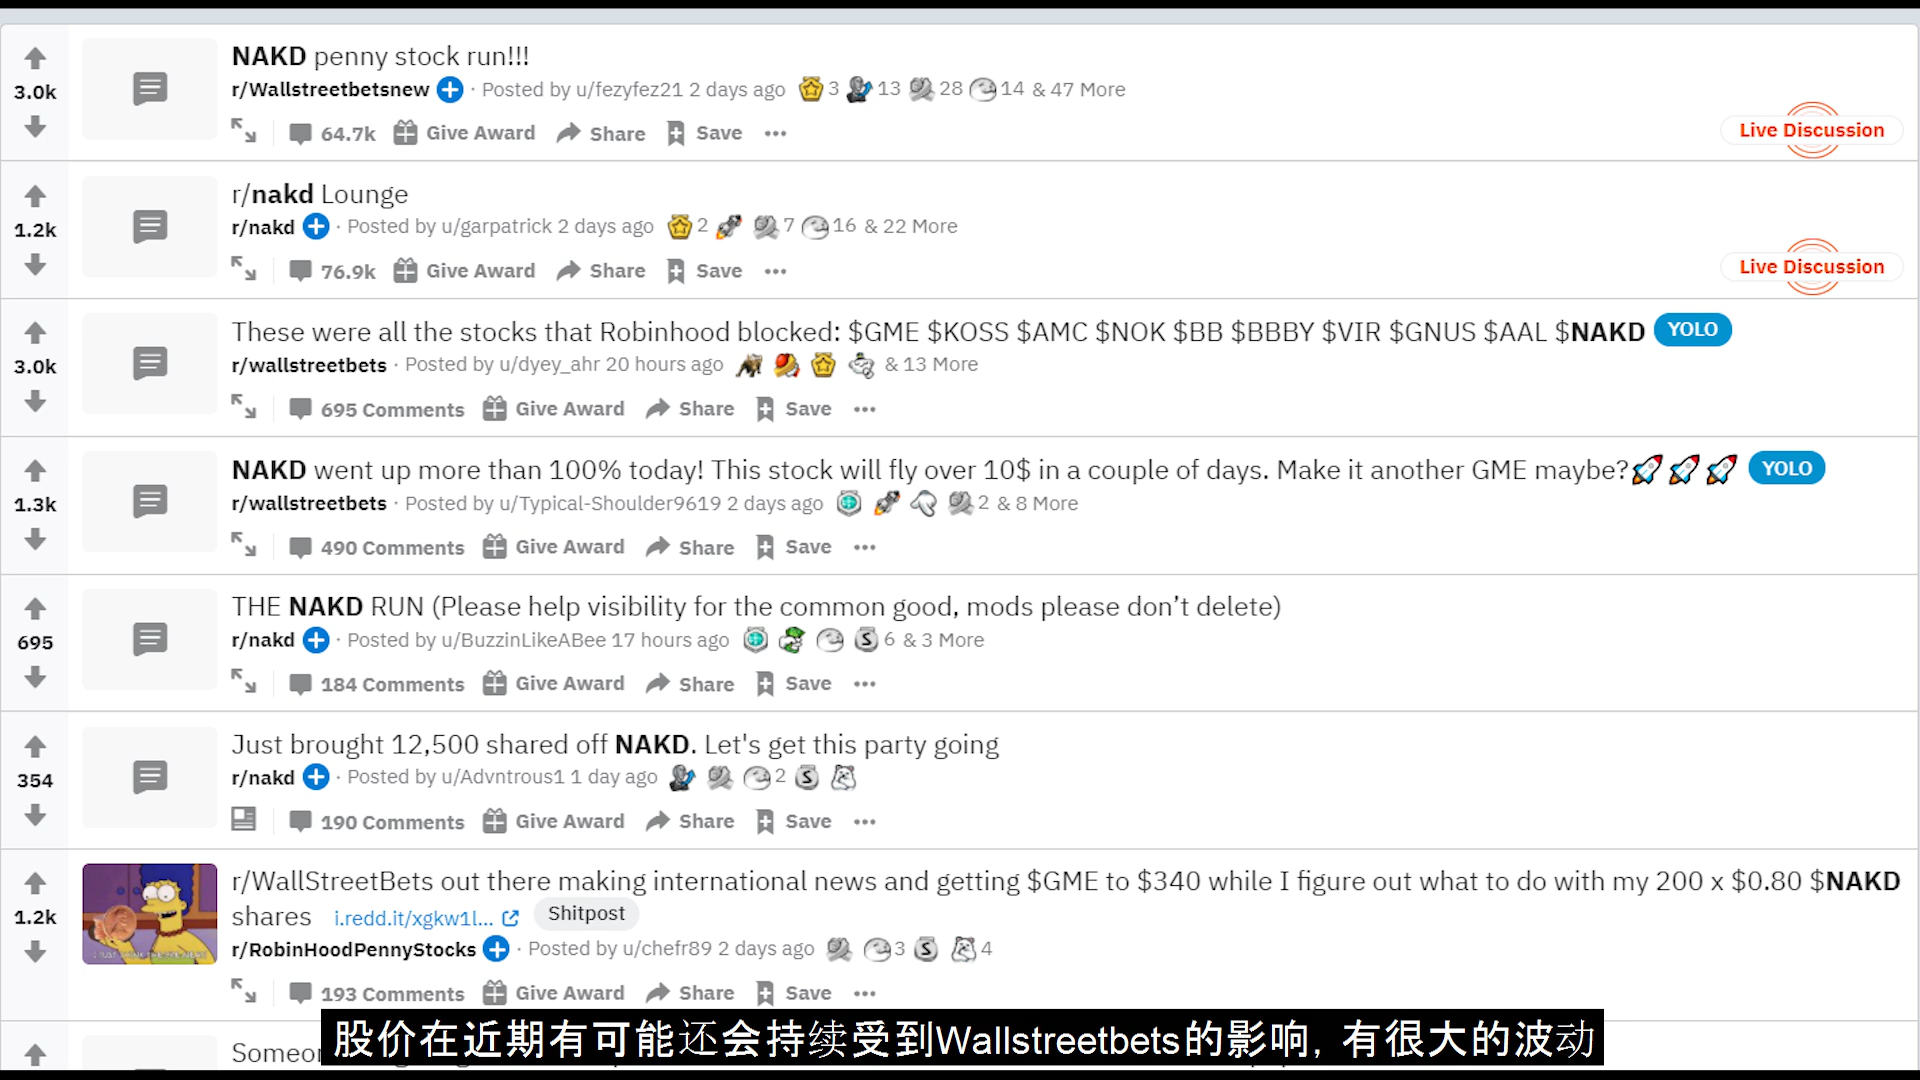 NAKD penny stock run!!!
3.0k
r/Wallstreetbetsnew · Posted by u/fezyfez21 2 days ago 3 13 28 14 & 47 More
64.7k Give Award Share Save
Live Discussion
r/nakd Lounge
1.2k
r/nakd · Posted by u/garpatrick 2 days ago 2 7 16 & 22 More
76.9k Give Award Share Save
Live Discussion
These were all the stocks that Robinhood blocked: $GME $KOSS $AMC $NOK $BB $BBBY $VIR $GNUS $AAL $NAKD YOLO
3.0k
r/wallstreetbets · Posted by u/dyey_ahr 20 hours ago & 13 More
695 Comments Give Award Share Save
NAKD went up more than 100% today! This stock will fly over 10$ in a couple of days. Make it another GME maybe?🚀🚀🚀 YOLO
1.3k
r/wallstreetbets · Posted by u/Typical-Shoulder9619 2 days ago 2 & 8 More
490 Comments Give Award Share Save
THE NAKD RUN (Please help visibility for the common good, mods please don’t delete)
695
r/nakd · Posted by u/BuzzinLikeABee 17 hours ago 6 & 3 More
184 Comments Give Award Share Save
Just brought 12,500 shared off NAKD. Let's get this party going
354
r/nakd · Posted by u/Advntrous1 1 day ago 2
190 Comments Give Award Share Save
r/WallStreetBets out there making international news and getting $GME to $340 while I figure out what to do with my 200 x $0.80 $NAKD
1.2k
shares i.redd.it/xgkw1l... Shitpost
r/RobinHoodPennyStocks · Posted by u/chefr89 2 days ago 3 4
193 Comments Give Award Share Save
股价在近期有可能还会持续受到Wallstreetbets的影响, 有很大的波动